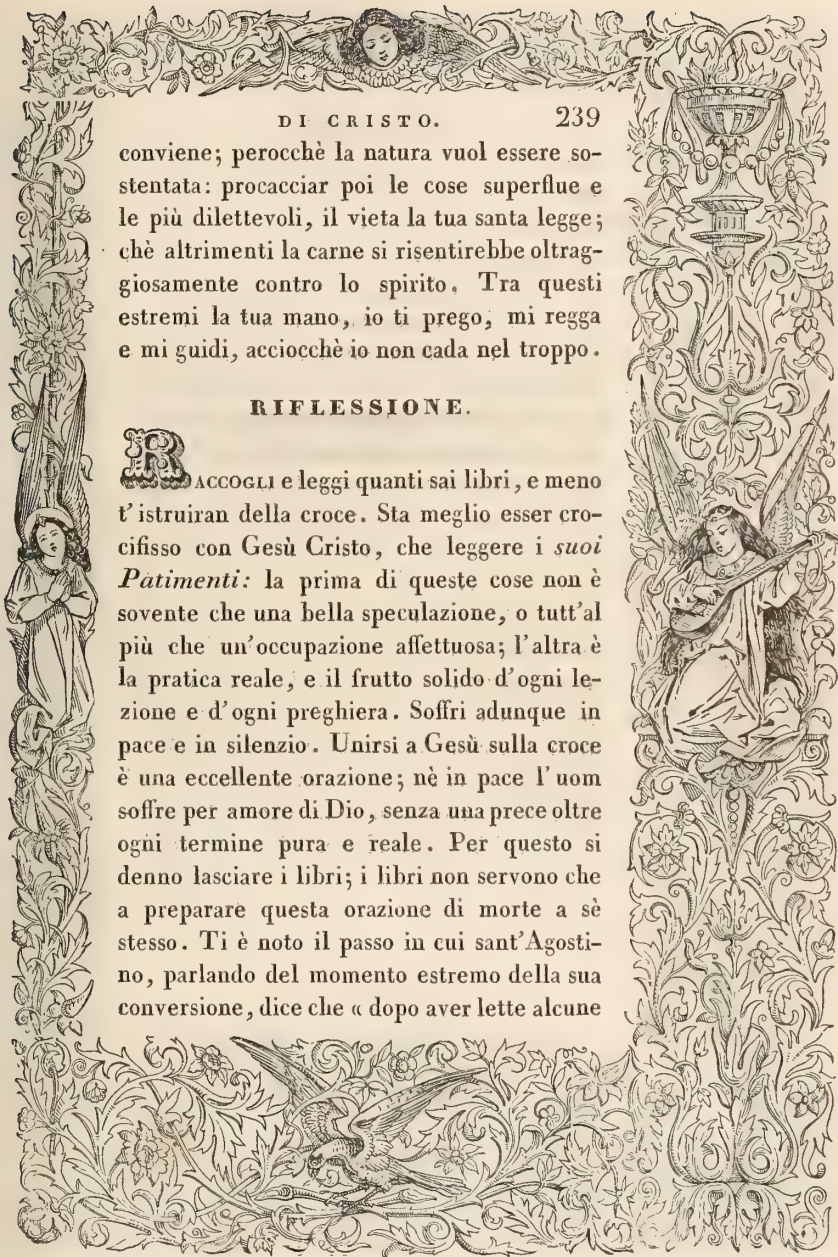 DI CRISTO. 239
conviene; perocchè la natura vuol essere so-
stentata: procacciar poi le cose superflue e
le più dilettevoli, il vieta la tua santa legge;
chè altrimenti la carne si risentirebbe oltrag-
giosamente contro lo spirito. Tra questi
estremi la tua mano, io ti prego, mi regga
e mi guidi, acciocchè io non cada nel troppo.
RIFLESSIONE.
RACCOGLI e leggi quanti sai libri, e meno
t'istruiran della croce. Sta meglio esser cro-
cifisso con Gesù Cristo, che leggere i suoi
Patimenti: la prima di queste cose non è
sovente che una bella speculazione, o tutt'al
più che un'occupazione affettuosa; l'altra è
la pratica reale, e il frutto solido d'ogni le-
zione e d'ogni preghiera. Soffri adunque in
pace e in silenzio. Unirsi a Gesù sulla croce
è una eccellente orazione; nè in pace l'uom
soffre per amore di Dio, senza una prece oltre
ogni termine pura e reale. Per questo si
denno lasciare i libri; i libri non servono che
a preparare questa orazione di morte a sè
stesso. Ti è noto il passo in cui sant'Agosti-
no, parlando del momento estremo della sua
conversione, dice che « dopo aver lette alcune